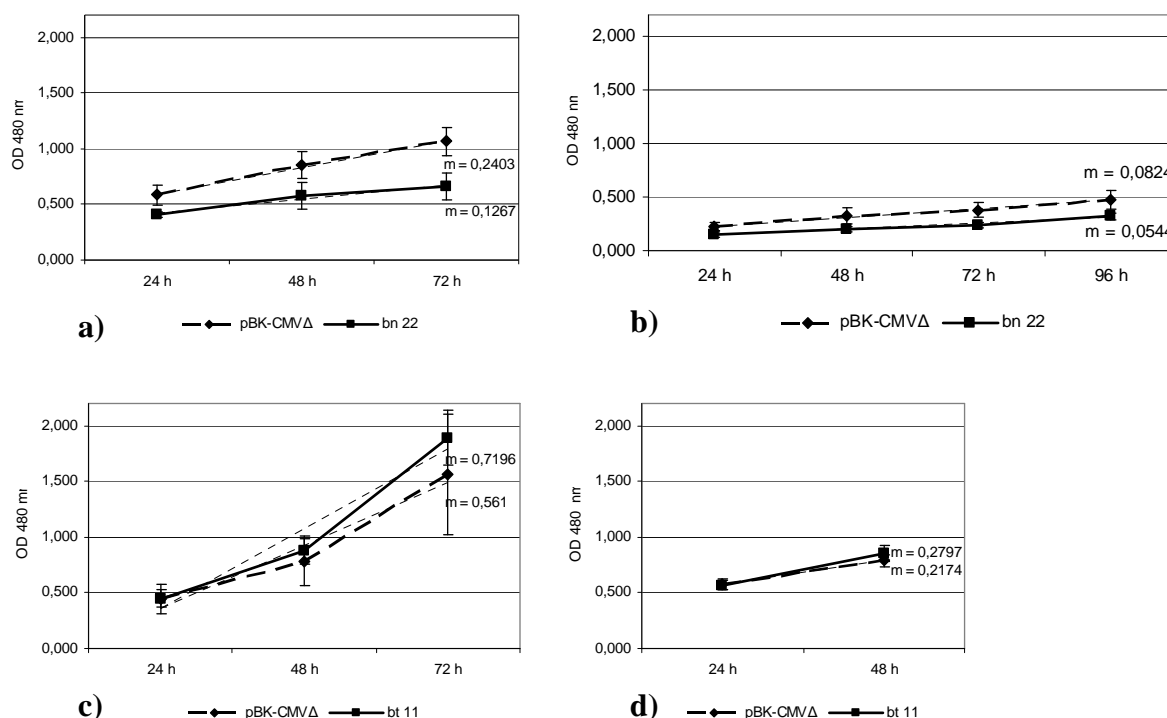 2,000
1,500
1,000
0,500
0,000
OD 480 nm
m = 0,2403
m = 0,1267
24 h 48 h 72 h
a)
pBK-CMVΔ bn 22
2,000
1,500
1,000
0,500
0,000
OD 480 nm
m = 0,0824
m = 0,0544
24 h 48 h 72 h 96 h
b)
pBK-CMVΔ bn 22
2,000
1,500
1,000
0,500
0,000
OD 480 m
m = 0,7196
m = 0,561
24 h 48 h 72 h
c)
pBK-CMVΔ bt 11
2,000
1,500
1,000
0,500
0,000
OD 480 nm
m = 0,2797
m = 0,2174
24 h 48 h
d)
pBK-CMVΔ bt 11